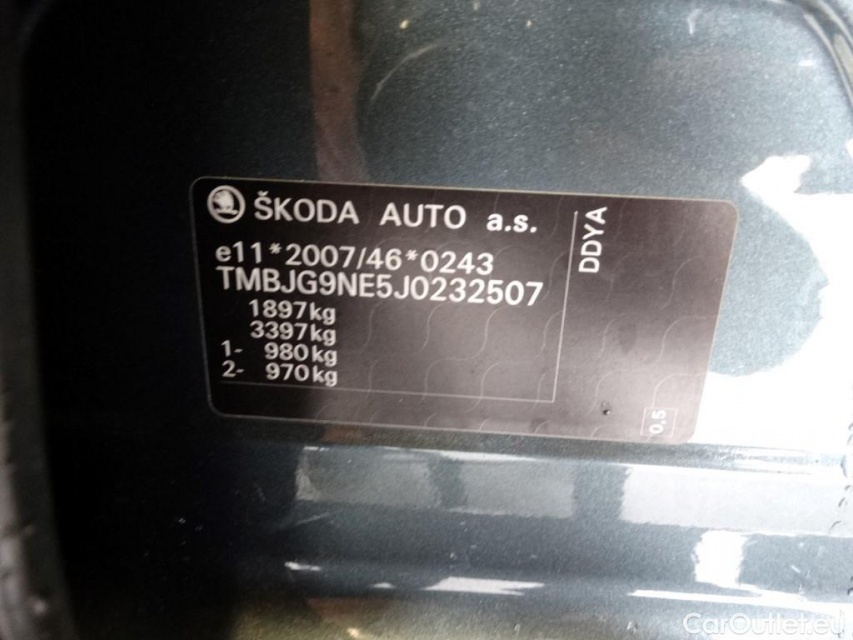 ŠKODA AUTO a.s.
e11*2007/46*0243
TMBJG9NE5J0232507
1897kg
3397kg
1- 980kg
2- 970kg
DDYA
0,5
CarOutlet.eu